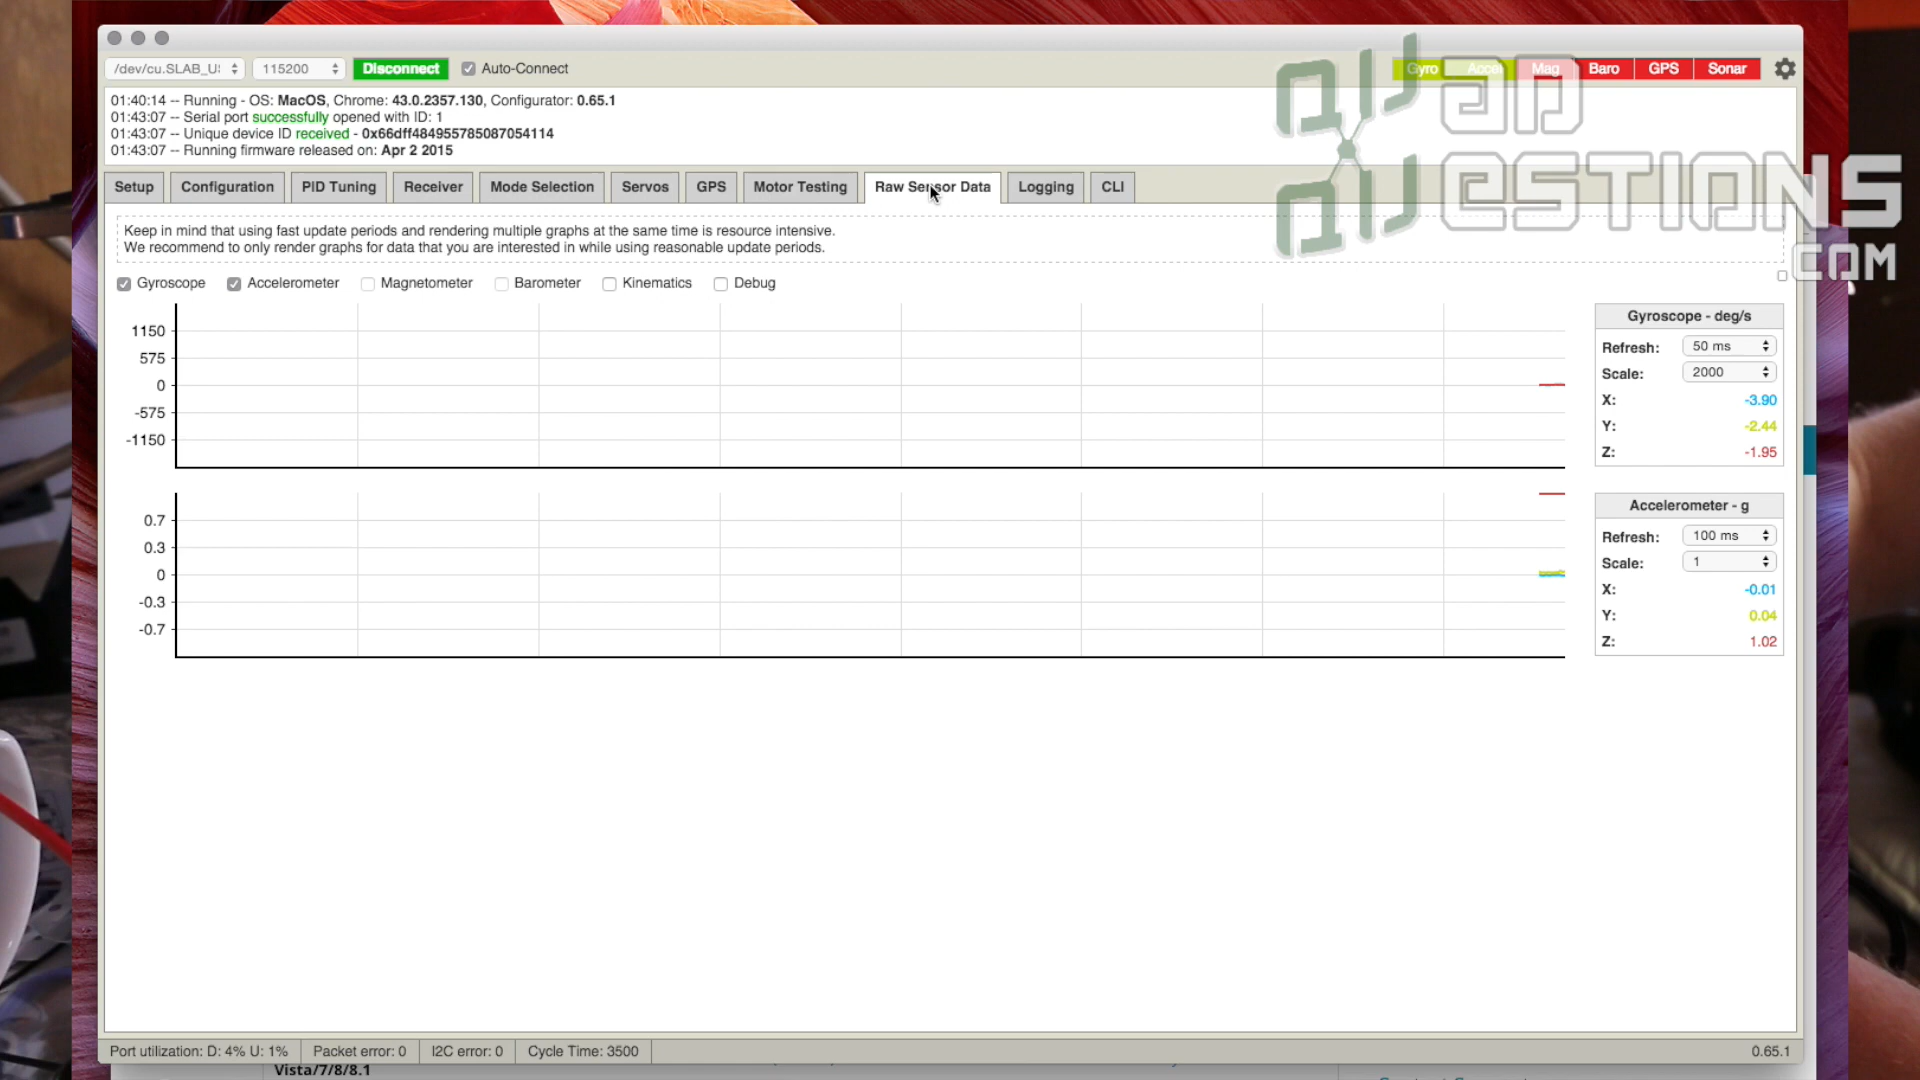 /dev/cu.SLAB_U
115200
Disconnect
Auto-Connect
Gyro
Accel
Mag
Baro
GPS
Sonar
01:40:14 -- Running - OS: MacOS, Chrome: 43.0.2357.130, Configurator: 0.65.1
01:43:07 -- Serial port successfully opened with ID: 1
01:43:07 -- Unique device ID received - 0x66dff484955785087054114
01:43:07 -- Running firmware released on: Apr 2 2015
Setup
Configuration
PID Tuning
Receiver
Mode Selection
Servos
GPS
Motor Testing
Raw Sensor Data
Logging
CLI
Keep in mind that using fast update periods and rendering multiple graphs at the same time is resource intensive.
We recommend to only render graphs for data that you are interested in while using reasonable update periods.
Gyroscope
Accelerometer
Magnetometer
Barometer
Kinematics
Debug
1150
575
0
-575
-1150
Gyroscope - deg/s
Refresh: 50 ms
Scale: 2000
X: -3.90
Y: -2.44
Z: -1.95
0.7
0.3
0
-0.3
-0.7
Accelerometer - g
Refresh: 100 ms
Scale: 1
X: -0.01
Y: 0.04
Z: 1.02
Port utilization: D: 4% U: 1%
Packet error: 0
I2C error: 0
Cycle Time: 3500
0.65.1
Vista/7/8/8.1